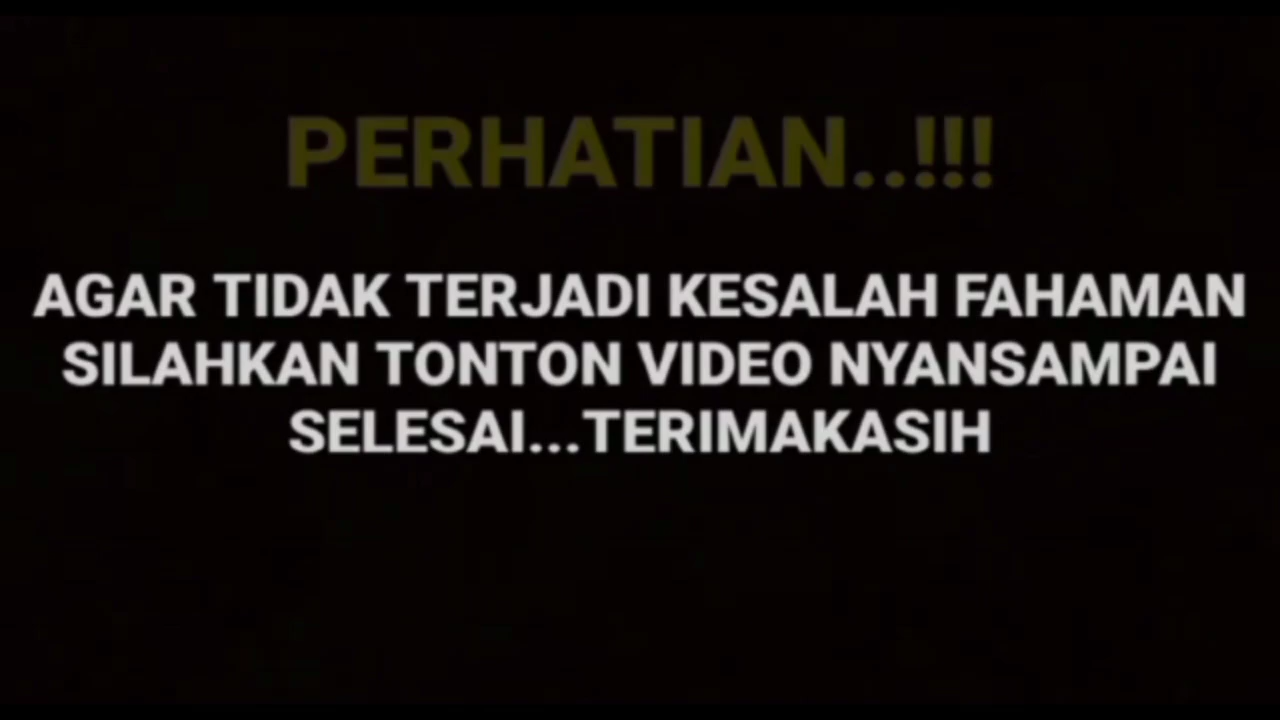 PERHATIAN..!!!
AGAR TIDAK TERJADI KESALAH FAHAMAN
SILAHKAN TONTON VIDEO NYANSAMPAI
SELESAI...TERIMAKASIH